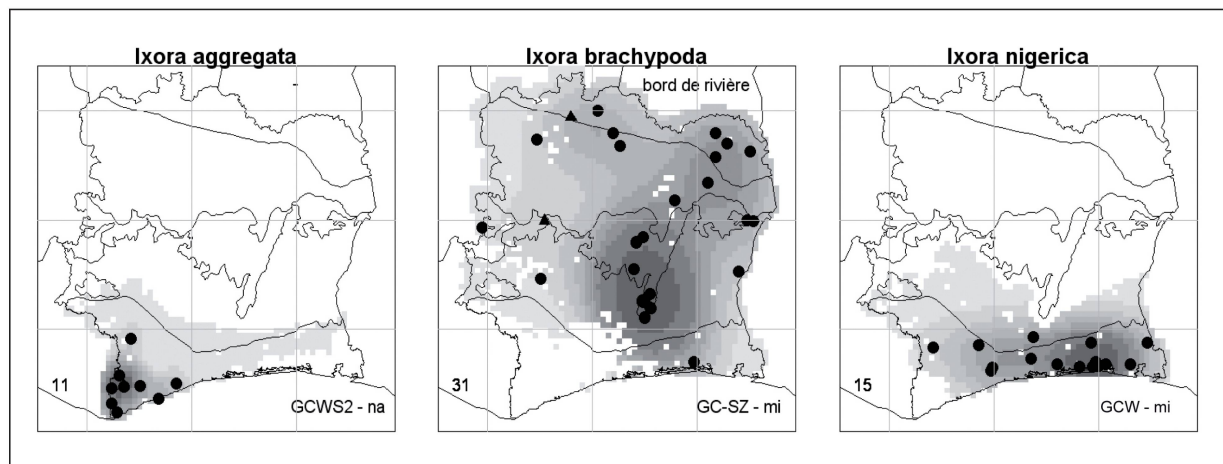 Ixora aggregata
11
GCWS2 - na
Ixora brachypoda
bord de rivière
31
GC-SZ - mi
Ixora nigerica
15
GCW - mi